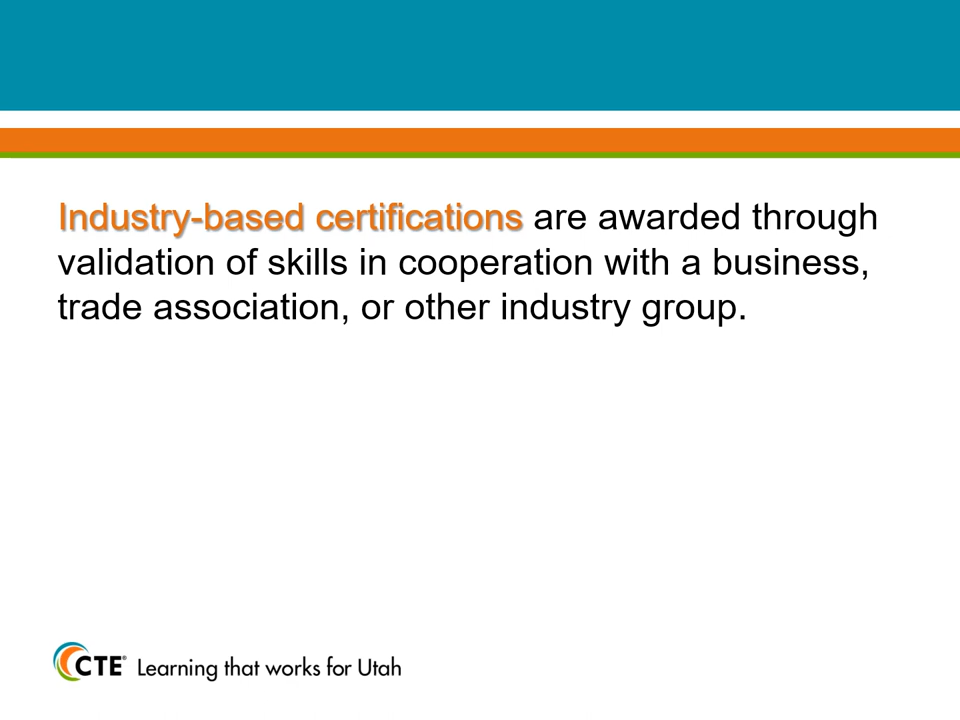 Industry-based certifications are awarded through
validation of skills in cooperation with a business,
trade association, or other industry group.
CTE® Learning that works for Utah